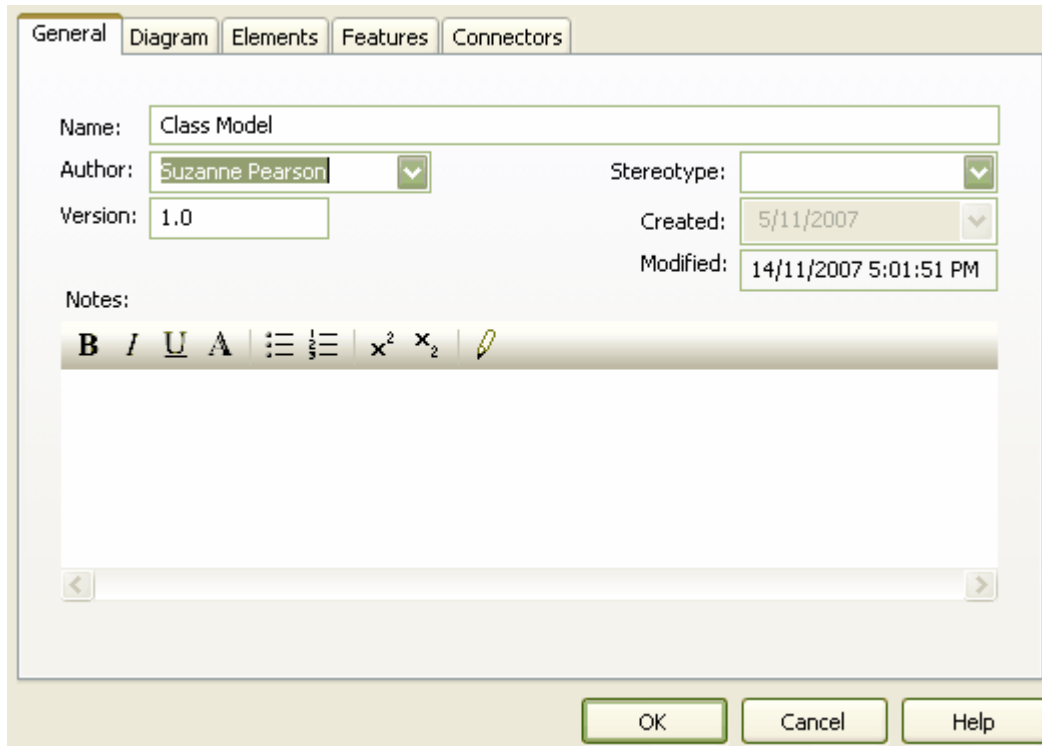 General Diagram Elements Features Connectors
Name: Class Model
Author: Suzanne Pearson Stereotype:
Version: 1.0 Created: 5/11/2007
Modified: 14/11/2007 5:01:51 PM
Notes:
B I U A x² x₂
OK Cancel Help